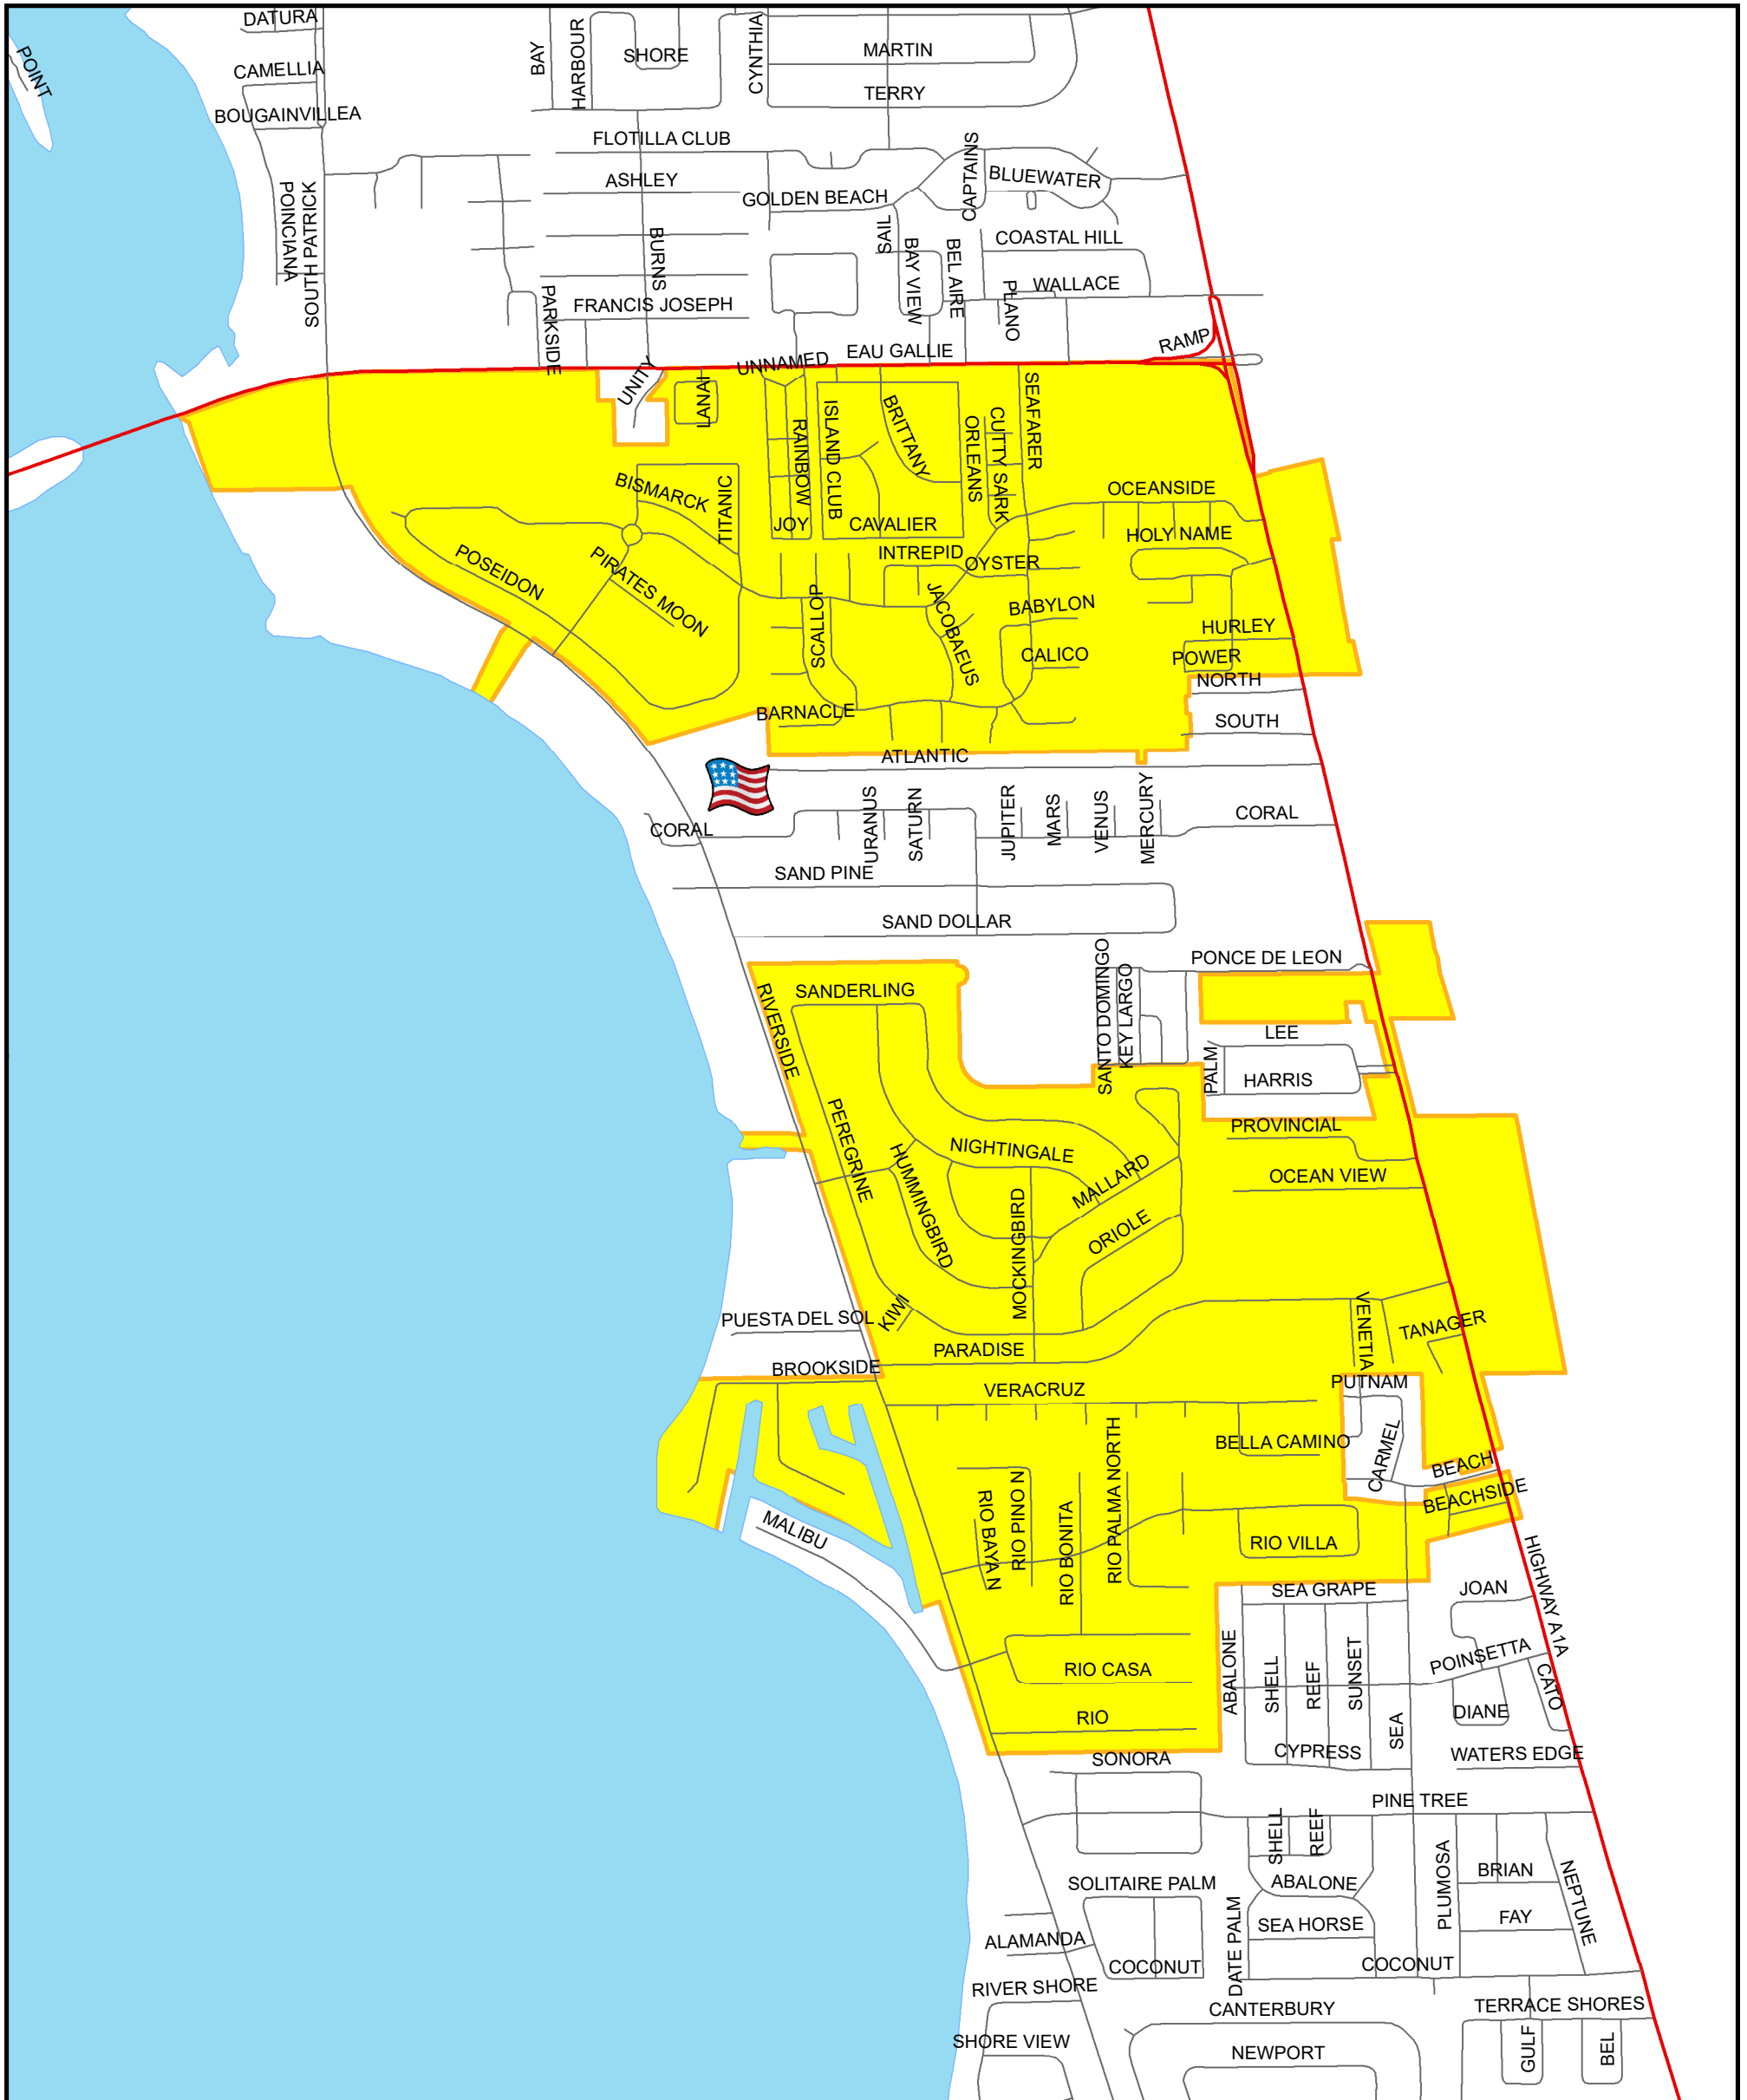 DATURA
POINT
CAMELLIA
BOUGAINVILLEA
BAY
HARBOUR
SHORE
CYNTHIA
MARTIN
TERRY
FLOTILLA CLUB
ASHLEY
GOLDEN BEACH
CAPTAINS
BLUEWATER
POINCIANA
SOUTH PATRICK
BURNS
SAIL
BAY VIEW
BEL AIRE
COASTAL HILL
PLANO
WALLACE
PARKSIDE
FRANCIS JOSEPH
UNNAMED
EAU GALLIE
RAMP
UNITY
LANAI
RAINBOW
ISLAND CLUB
BRITTANY
ORLEANS
CUTTY SARK
SEAFARER
BISMARCK
TITANIC
JOY
CAVALIER
OCEANSIDE
HOLY NAME
POSEIDON
PIRATES MOON
INTREPID
OYSTER
SCALLOP
JACOBAEUS
BABYLON
CALICO
HURLEY
POWER
NORTH
BARNACLE
SOUTH
ATLANTIC
CORAL
URANUS
SATURN
JUPITER
MARS
VENUS
MERCURY
CORAL
SAND PINE
SAND DOLLAR
SANTO DOMINGO
KEY LARGO
PONCE DE LEON
RIVERSIDE
SANDERLING
LEE
PALM
HARRIS
PEREGRINE
HUMMINGBIRD
NIGHTINGALE
MALLARD
PROVINCIAL
OCEAN VIEW
MOCKINGBIRD
ORIOLE
PUESTA DEL SOL
KIWI
PARADISE
VENETIA
TANAGER
BROOKSIDE
VERACRUZ
PUTNAM
BELLA CAMINO
CARMEL
BEACH
BEACHSIDE
RIO BAYA N
RIO PINO N
RIO BONITA
RIO PALMA NORTH
RIO VILLA
MALIBU
HIGHWAY A1A
SEA GRAPE
JOAN
ABALONE
SHELL
REEF
SUNSET
POINSETTA
CATO
RIO CASA
RIO
SEA
DIANE
SONORA
CYPRESS
WATERS EDGE
PINE TREE
SHELL
REEF
PLUMOSA
BRIAN
NEPTUNE
SOLITAIRE PALM
ABALONE
DATE PALM
SEA HORSE
FAY
ALAMANDA
COCONUT
COCONUT
RIVER SHORE
CANTERBURY
TERRACE SHORES
SHORE VIEW
NEWPORT
GULF
BEL